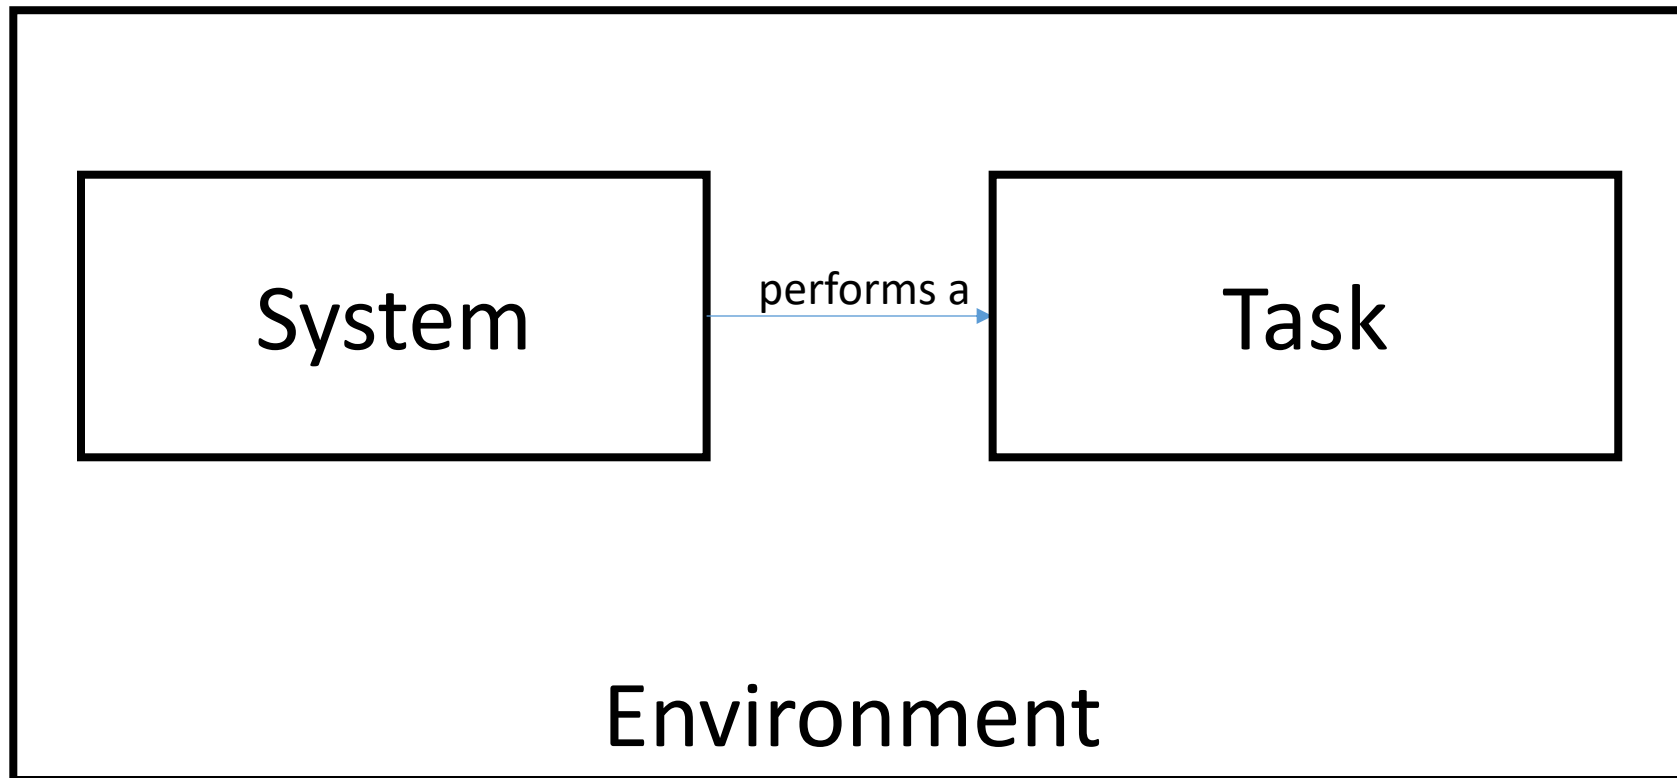 System
performs a
Task
Environment